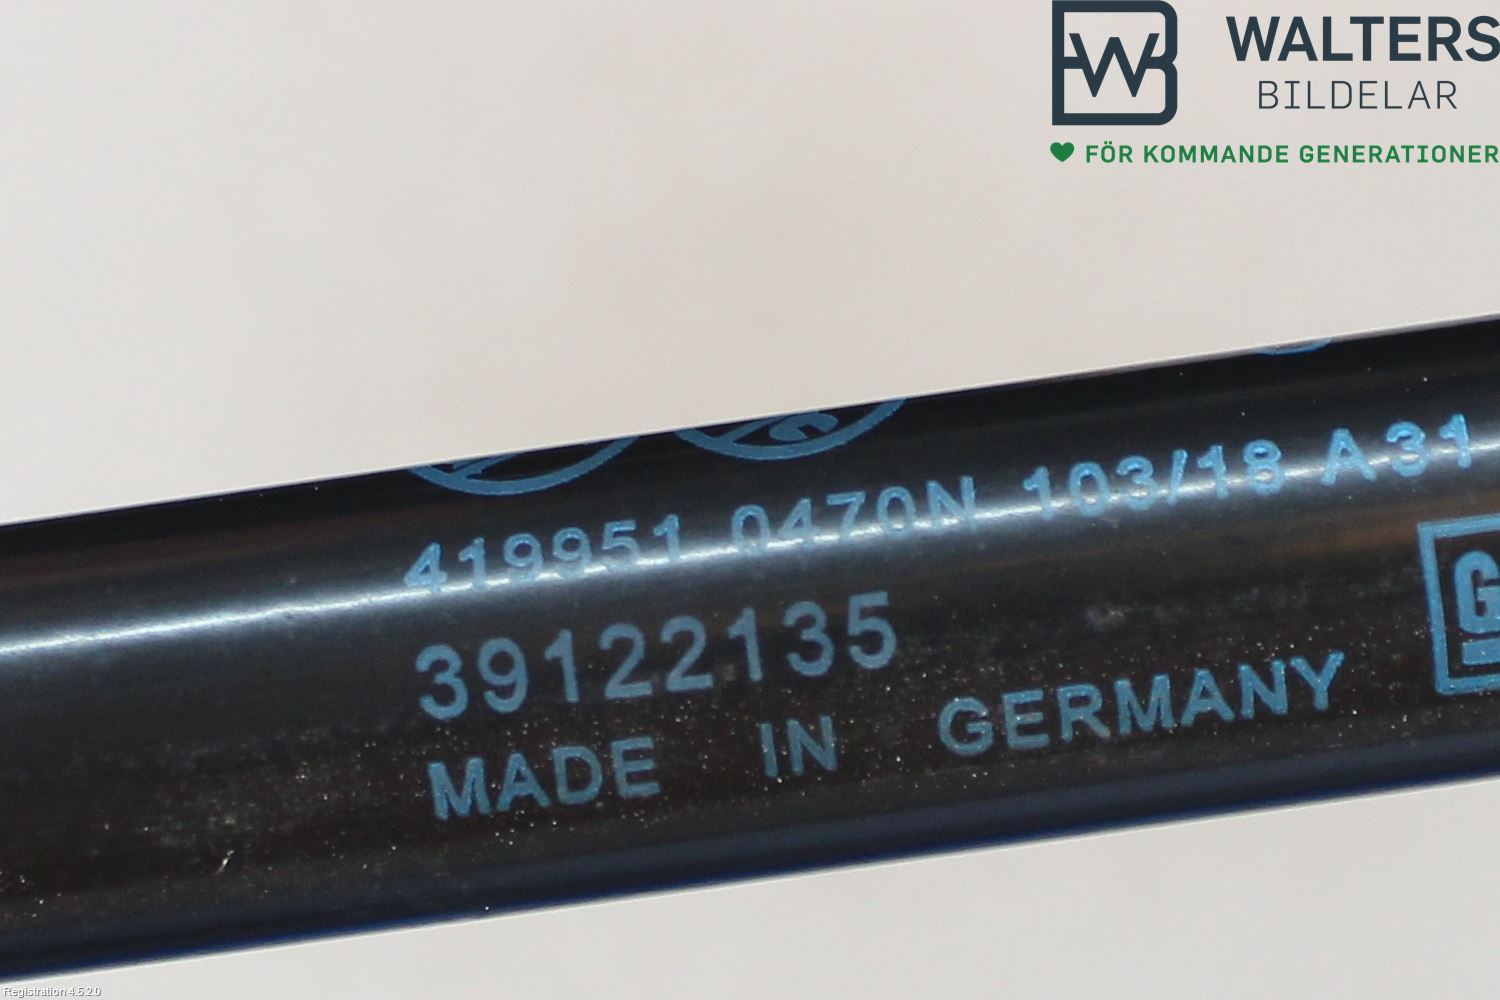 WALTERS
BILDELAR
FÖR KOMMANDE GENERATIONER
419951 0470N 103/18 A31
39122135
MADE IN GERMANY
G
Registration 4.5.2.0